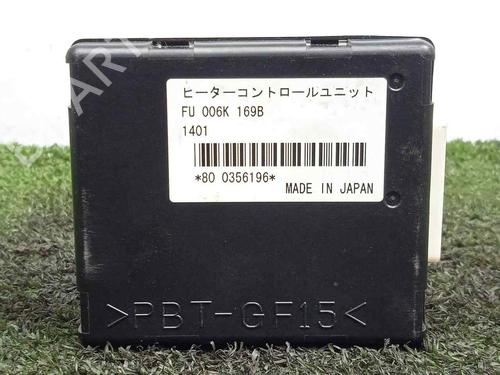 ヒーターコントロールユニット
FU 006K 169B
1401
*80 0356196*
MADE IN JAPAN
>PBT-GF15<